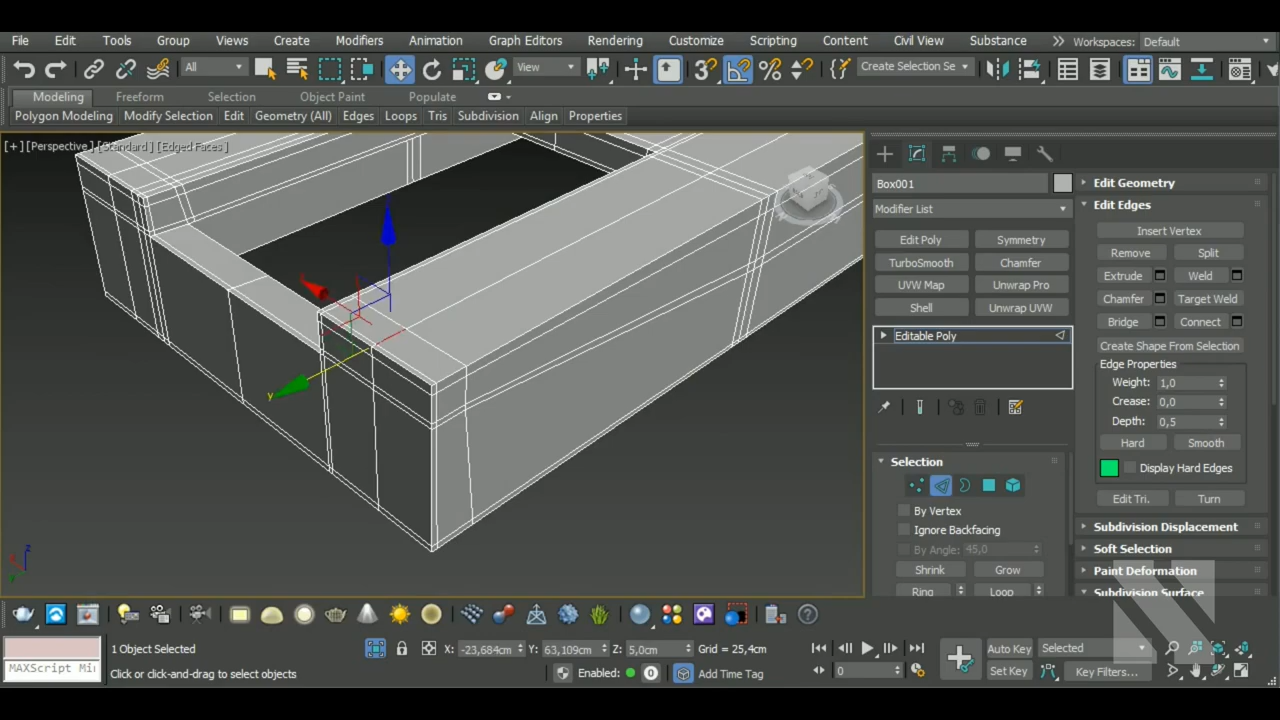 File Edit Tools Group Views Create Modifiers Animation Graph Editors Rendering Customize Scripting Content Civil View Substance >> Workspaces: Default
All View 3 % Create Selection Se
Modeling Freeform Selection Object Paint Populate
Polygon Modeling Modify Selection Edit Geometry (All) Edges Loops Tris Subdivision Align Properties
[+] [Perspective ] [Standard ] [Edged Faces ]
Box001
Modifier List
Edit Poly Symmetry
TurboSmooth Chamfer
UVW Map Unwrap Pro
Shell Unwrap UVW
Editable Poly
Selection
By Vertex
Ignore Backfacing
By Angle: 45,0
Shrink Grow
Ring Loop
Edit Geometry
Edit Edges
Insert Vertex
Remove Split
Extrude Weld
Chamfer Target Weld
Bridge Connect
Create Shape From Selection
Edge Properties
Weight: 1,0
Crease: 0,0
Depth: 0,5
Hard Smooth
Display Hard Edges
Edit Tri. Turn
Subdivision Displacement
Soft Selection
Paint Deformation
Subdivision Surface
y
z
1 Object Selected X: -23,684cm Y: 63,109cm Z: 5,0cm Grid = 25,4cm Auto Key Selected
MAXScript Mi Click or click-and-drag to select objects Enabled: 0 Add Time Tag 0 Set Key Key Filters...